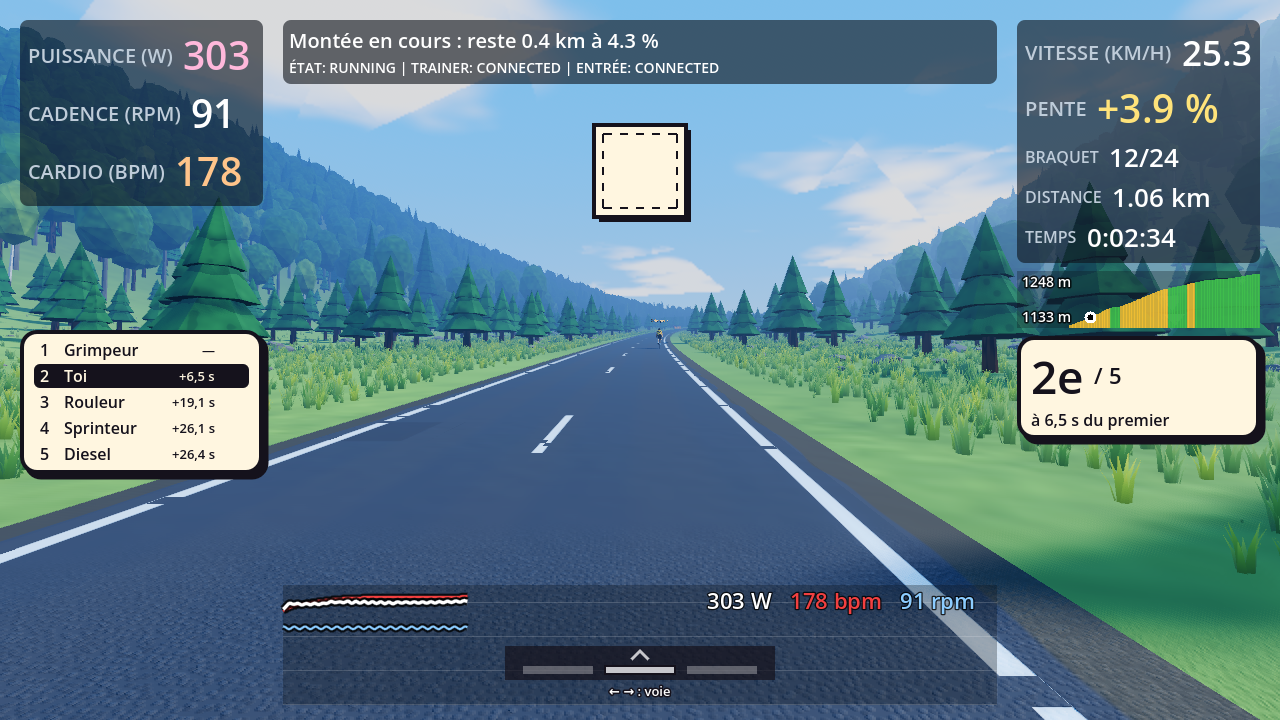 PUISSANCE (W) 303
CADENCE (RPM) 91
CARDIO (BPM) 178
Montée en cours : reste 0.4 km à 4.3 %
ÉTAT: RUNNING | TRAINER: CONNECTED | ENTRÉE: CONNECTED
VITESSE (KM/H) 25.3
PENTE +3.9 %
BRAQUET 12/24
DISTANCE 1.06 km
TEMPS 0:02:34
1248 m
1133 m
1 Grimpeur —
2 Toi +6,5 s
3 Rouleur +19,1 s
4 Sprinteur +26,1 s
5 Diesel +26,4 s
2e / 5
à 6,5 s du premier
303 W 178 bpm 91 rpm
← → : voie